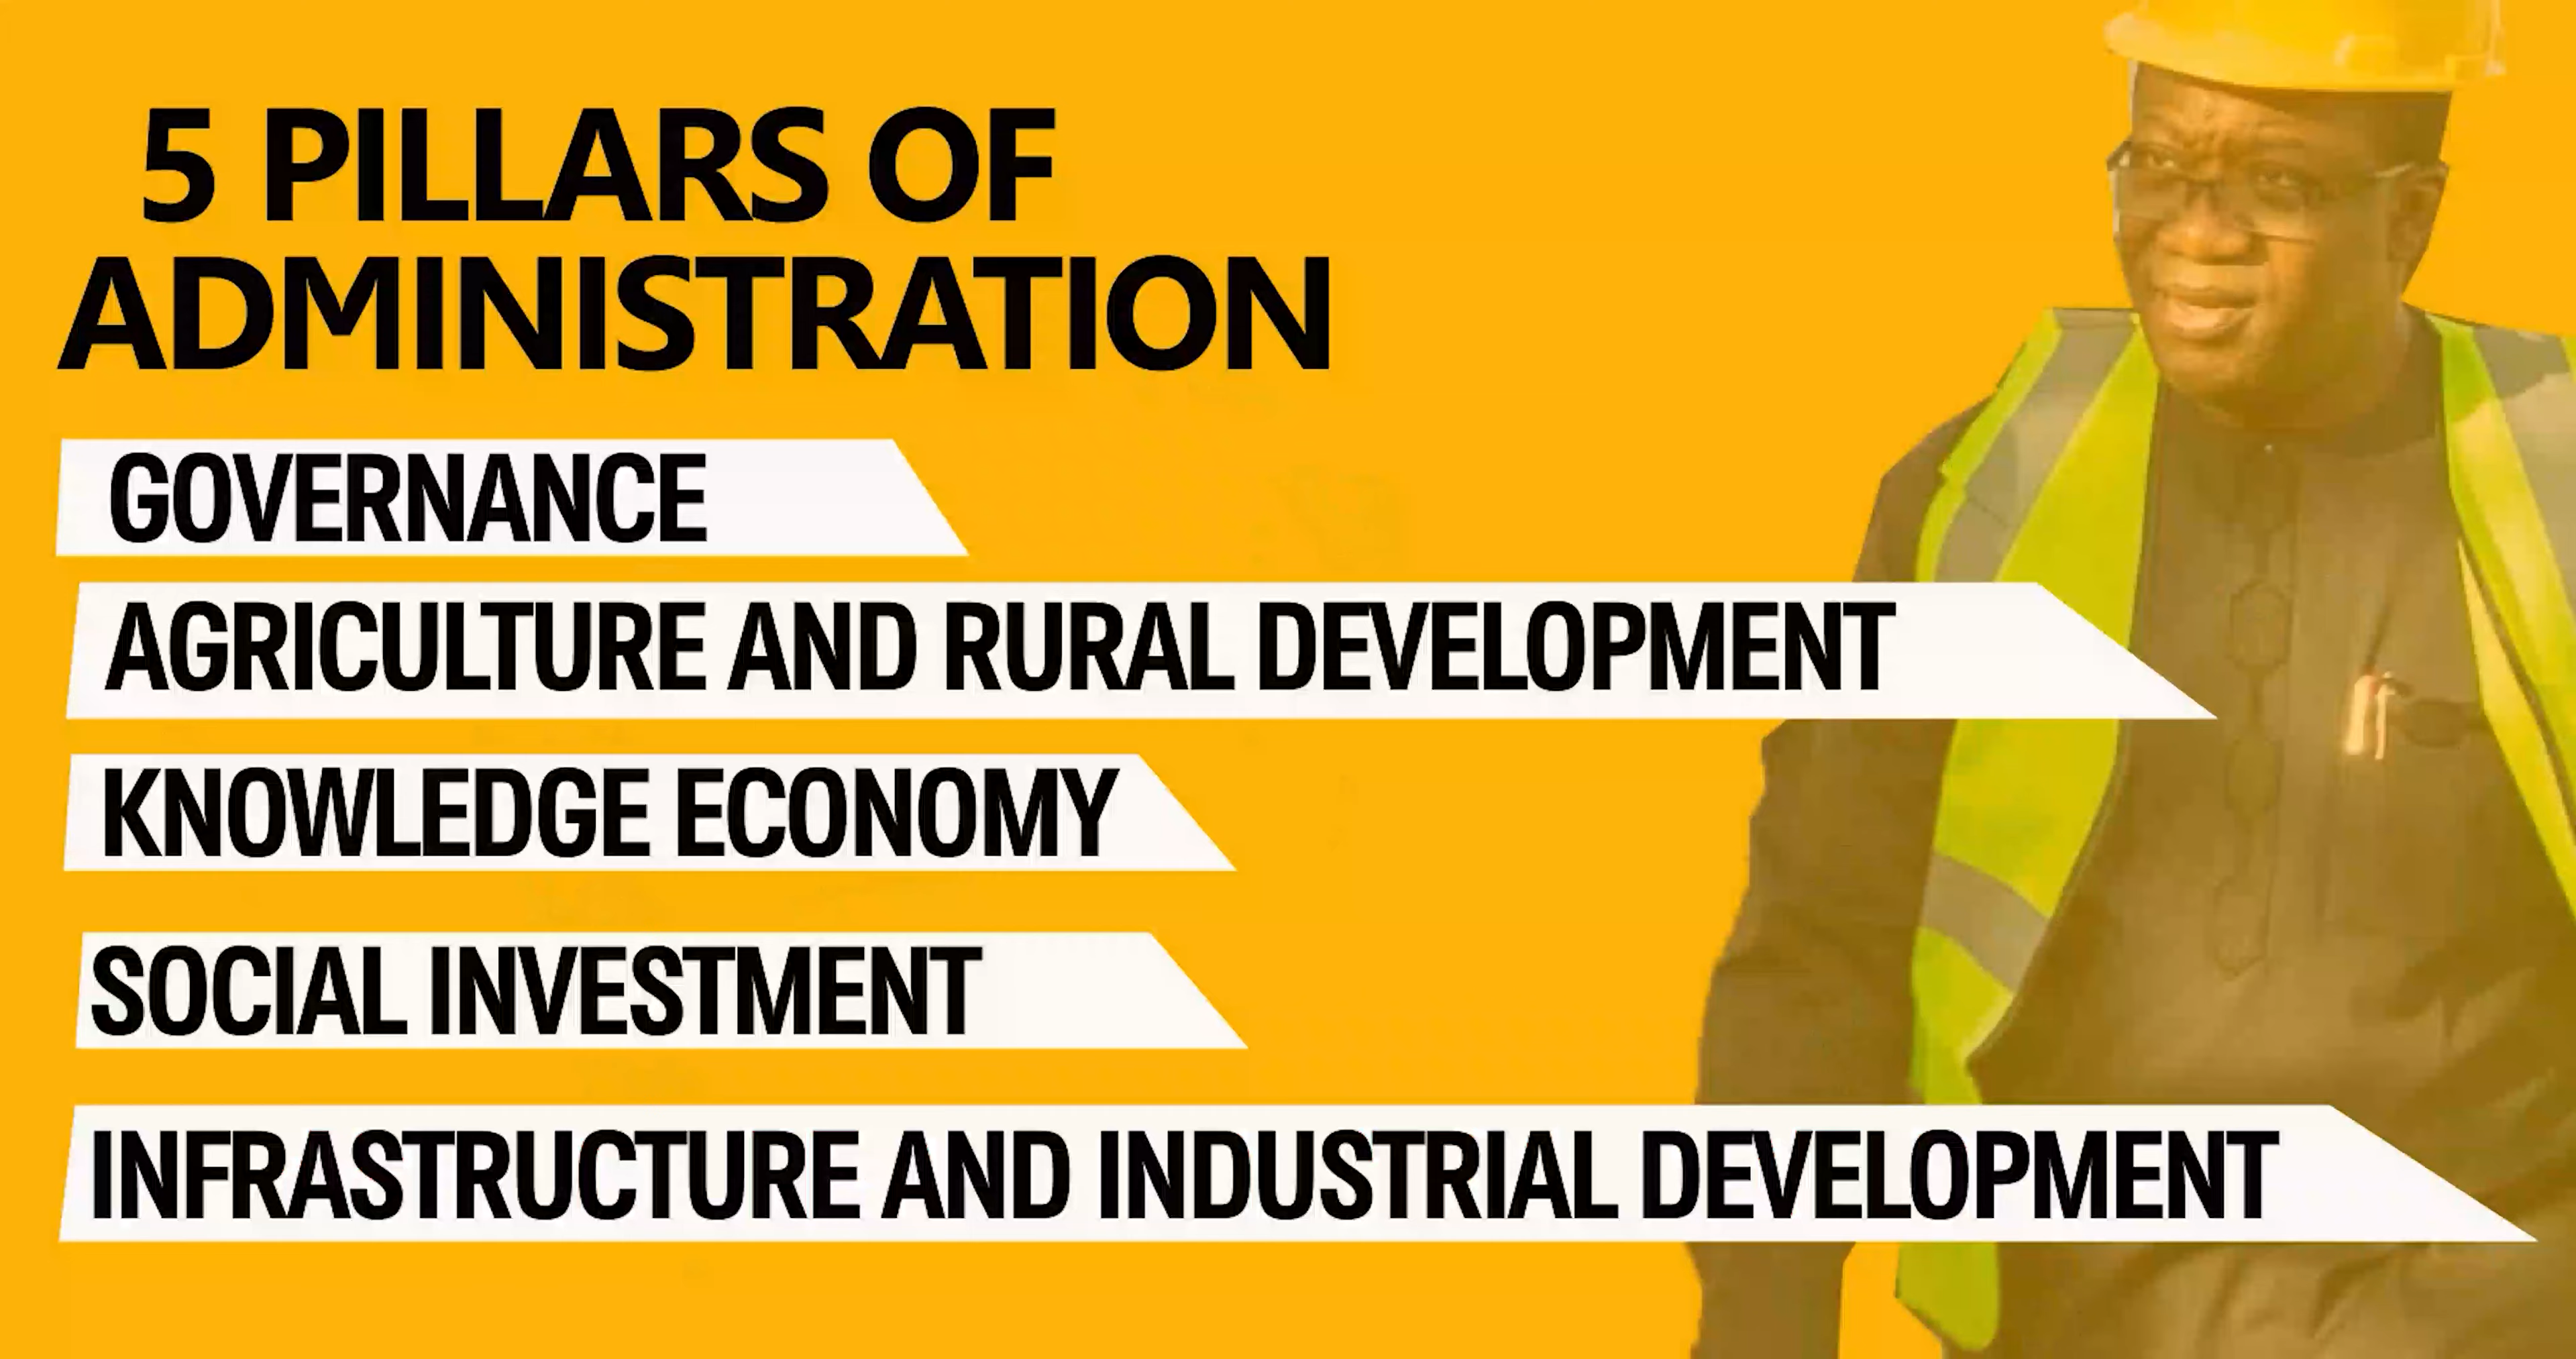 5 PILLARS OF
ADMINISTRATION
GOVERNANCE
AGRICULTURE AND RURAL DEVELOPMENT
KNOWLEDGE ECONOMY
SOCIAL INVESTMENT
INFRASTRUCTURE AND INDUSTRIAL DEVELOPMENT